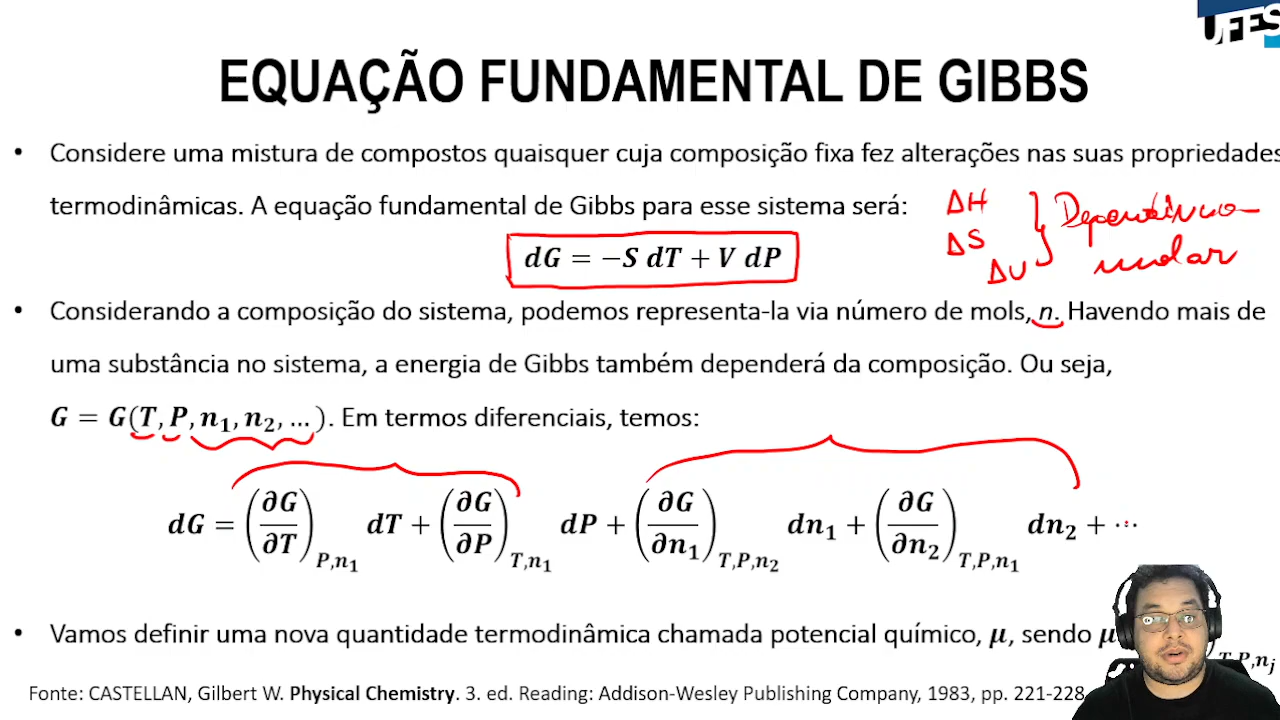 UFES
EQUAÇÃO FUNDAMENTAL DE GIBBS
• Considere uma mistura de compostos quaisquer cuja composição fixa fez alterações nas suas propriedades
termodinâmicas. A equação fundamental de Gibbs para esse sistema será:
ΔH
ΔS
ΔU
molar
dG = −S dT + V dP
• Considerando a composição do sistema, podemos representa-la via número de mols, n. Havendo mais de
uma substância no sistema, a energia de Gibbs também dependerá da composição. Ou seja,
G = G(T, P, n₁, n₂, …). Em termos diferenciais, temos:
dG = (∂G/∂T)_{P,n₁} dT + (∂G/∂P)_{T,n₁} dP + (∂G/∂n₁)_{T,P,n₂} dn₁ + (∂G/∂n₂)_{T,P,n₁} dn₂ + ⋯
• Vamos definir uma nova quantidade termodinâmica chamada potencial químico, μ, sendo μ
T,P,nⱼ
Fonte: CASTELLAN, Gilbert W. Physical Chemistry. 3. ed. Reading: Addison-Wesley Publishing Company, 1983, pp. 221-228